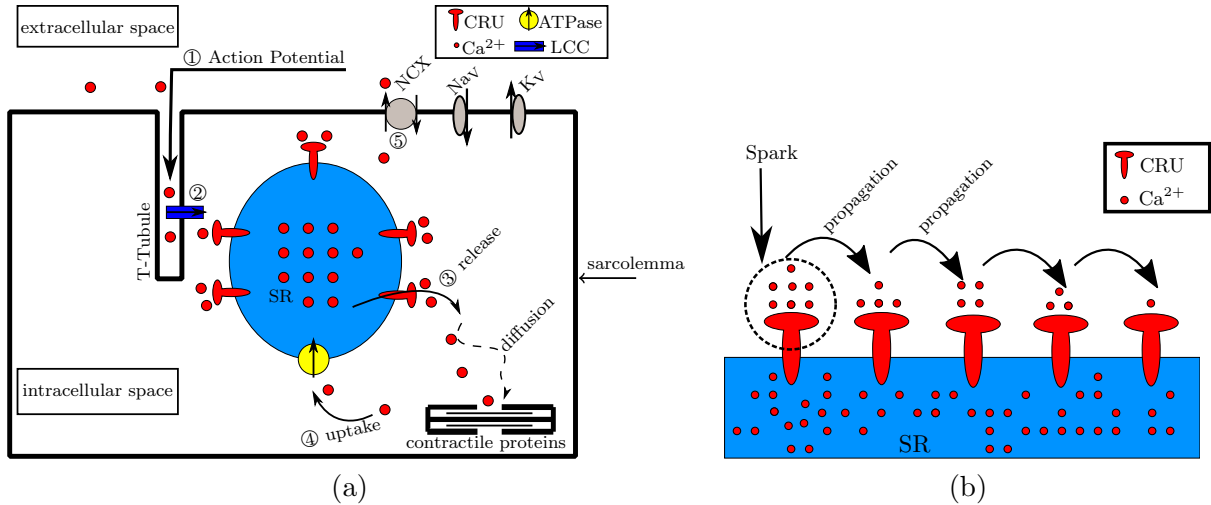 extracellular space
① Action Potential
CRU
ATPase
Ca²⁺
LCC
NCX
Naᵥ
Kᵥ
⑤
②
T-Tubule
SR
③ release
diffusion
sarcolemma
intracellular space
④ uptake
contractile proteins
(a)
Spark
propagation
propagation
CRU
Ca²⁺
SR
(b)